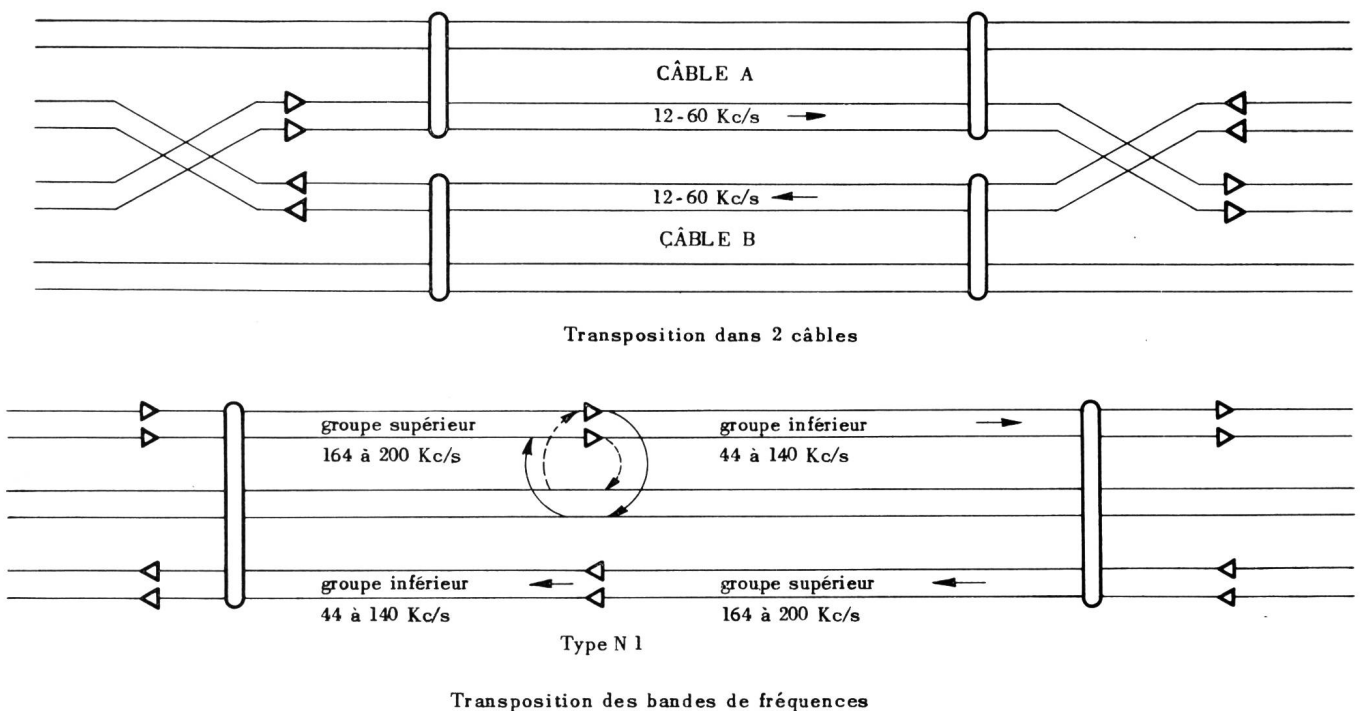 CÂBLE A
12-60 Kc/s
12-60 Kc/s
CÂBLE B
Transposition dans 2 câbles
groupe supérieur
164 à 200 Kc/s
groupe inférieur
44 à 140 Kc/s
groupe inférieur
44 à 140 Kc/s
groupe supérieur
164 à 200 Kc/s
Type N 1
Transposition des bandes de fréquences